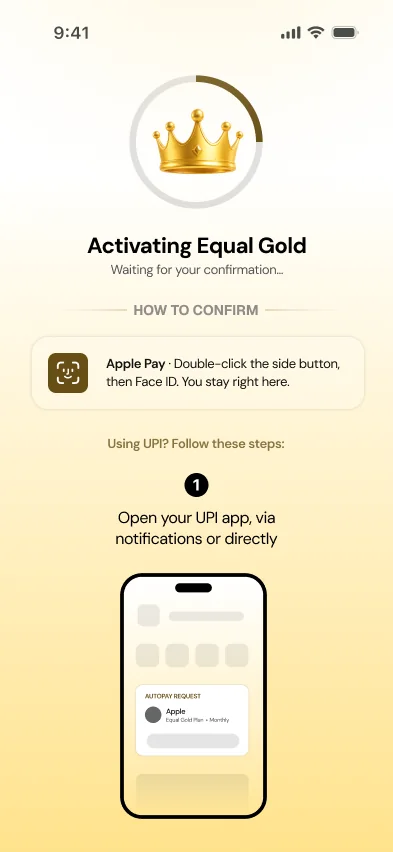 9:41
Activating Equal Gold
Waiting for your confirmation...
HOW TO CONFIRM
Apple Pay · Double-click the side button,
then Face ID. You stay right here.
Using UPI? Follow these steps:
1
Open your UPI app, via
notifications or directly
AUTOPAY REQUEST
Apple
Equal Gold Plan • Monthly